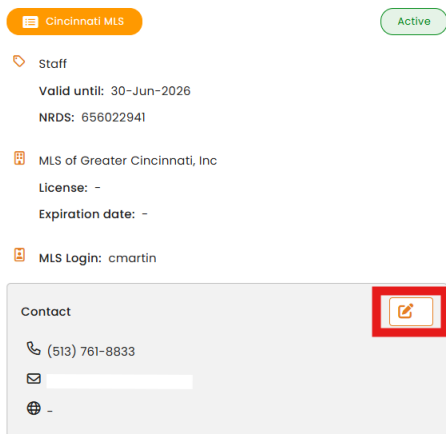 Cincinnati MLS
Active
Staff
Valid until: 30-Jun-2026
NRDS: 656022941
MLS of Greater Cincinnati, Inc
License: -
Expiration date: -
MLS Login: cmartin
Contact
(513) 761-8833
-